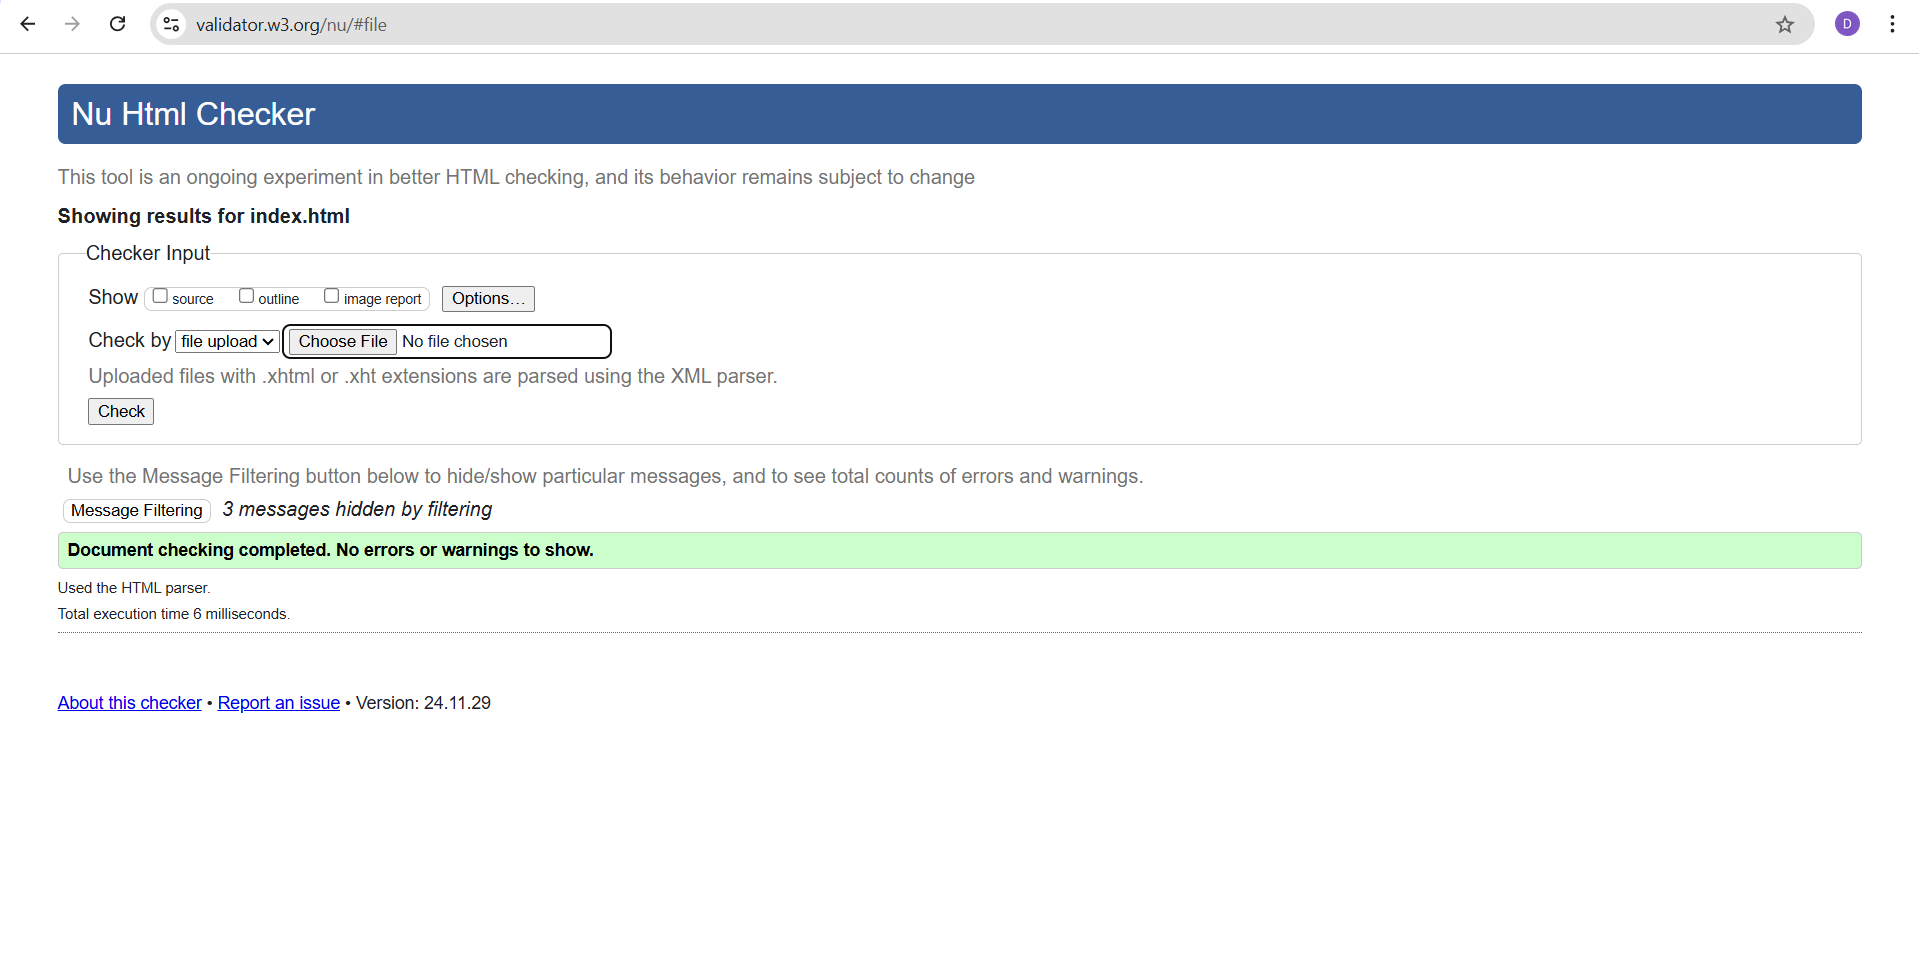 validator.w3.org/nu/#file
D
Nu Html Checker
This tool is an ongoing experiment in better HTML checking, and its behavior remains subject to change
Showing results for index.html
Checker Input
Show source outline image report Options...
Check by file upload Choose File No file chosen
Uploaded files with .xhtml or .xht extensions are parsed using the XML parser.
Check
Use the Message Filtering button below to hide/show particular messages, and to see total counts of errors and warnings.
Message Filtering 3 messages hidden by filtering
Document checking completed. No errors or warnings to show.
Used the HTML parser.
Total execution time 6 milliseconds.
About this checker • Report an issue • Version: 24.11.29